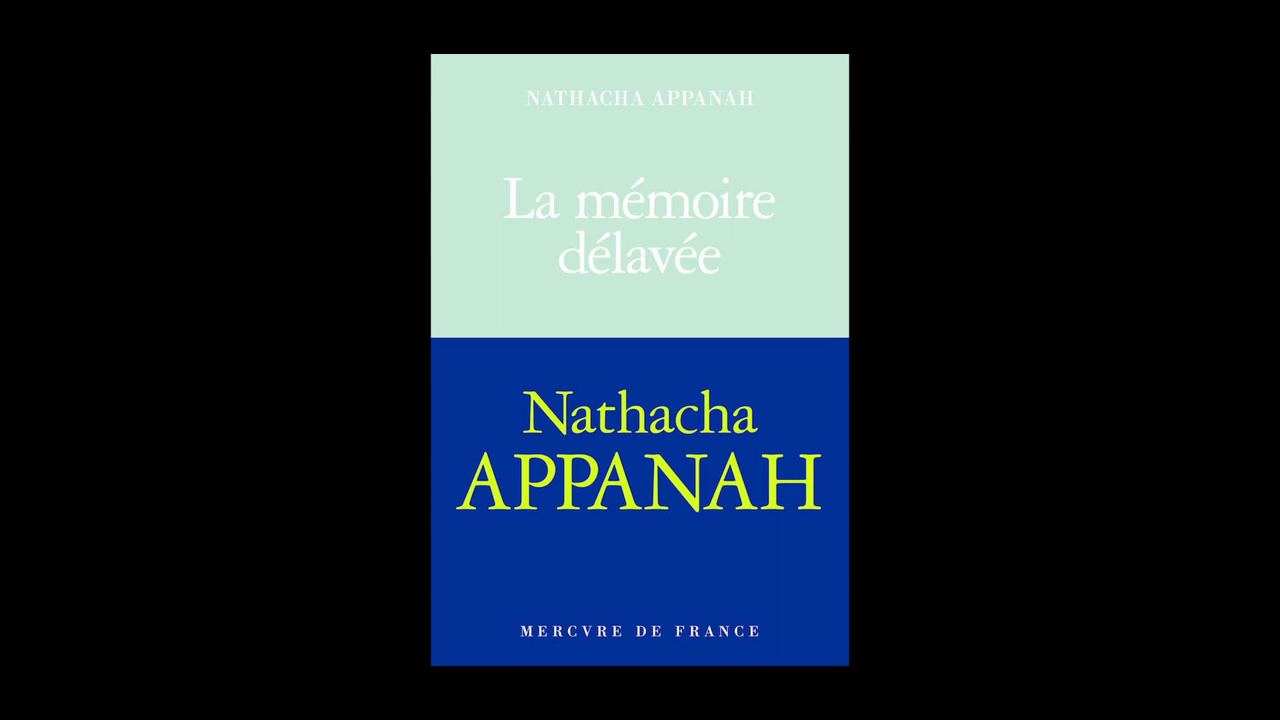 NATHACHA APPANAH
La mémoire
délavée
Nathacha
APPANAH
MERCVRE DE FRANCE